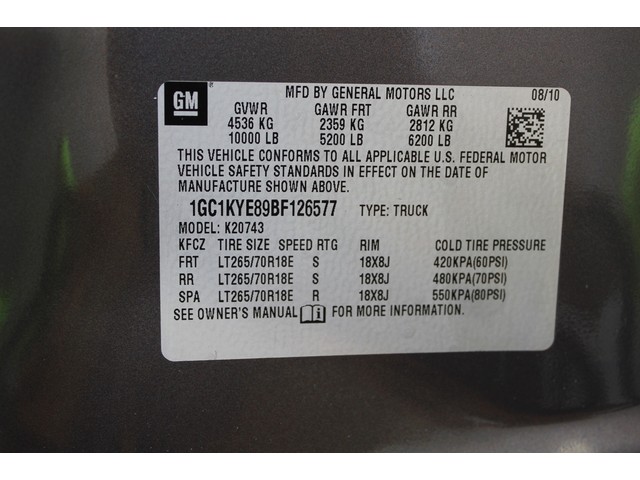 GM ® MFD BY GENERAL MOTORS LLC 08/10
GVWR GAWR FRT GAWR RR
4536 KG 2359 KG 2812 KG
10000 LB 5200 LB 6200 LB
THIS VEHICLE CONFORMS TO ALL APPLICABLE U.S. FEDERAL MOTOR
VEHICLE SAFETY STANDARDS IN EFFECT ON THE DATE OF
MANUFACTURE SHOWN ABOVE.
1GC1KYE89BF126577 TYPE: TRUCK
MODEL: K20743
KFCZ TIRE SIZE SPEED RTG RIM COLD TIRE PRESSURE
FRT LT265/70R18E S 18X8J 420KPA(60PSI)
RR LT265/70R18E S 18X8J 480KPA(70PSI)
SPA LT265/70R18E R 18X8J 550KPA(80PSI)
SEE OWNER'S MANUAL i FOR MORE INFORMATION.